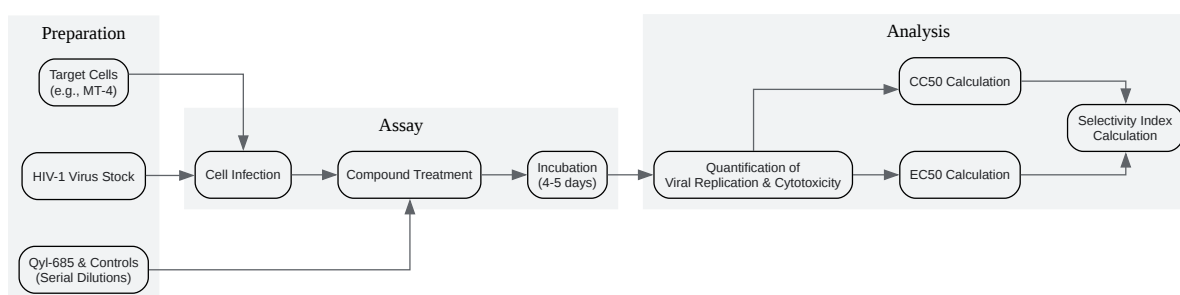 Preparation
Target Cells
(e.g., MT-4)
HIV-1 Virus Stock
Qyl-685 & Controls
(Serial Dilutions)
Assay
Cell Infection
Compound Treatment
Incubation
(4-5 days)
Analysis
Quantification of
Viral Replication & Cytotoxicity
CC50 Calculation
EC50 Calculation
Selectivity Index
Calculation